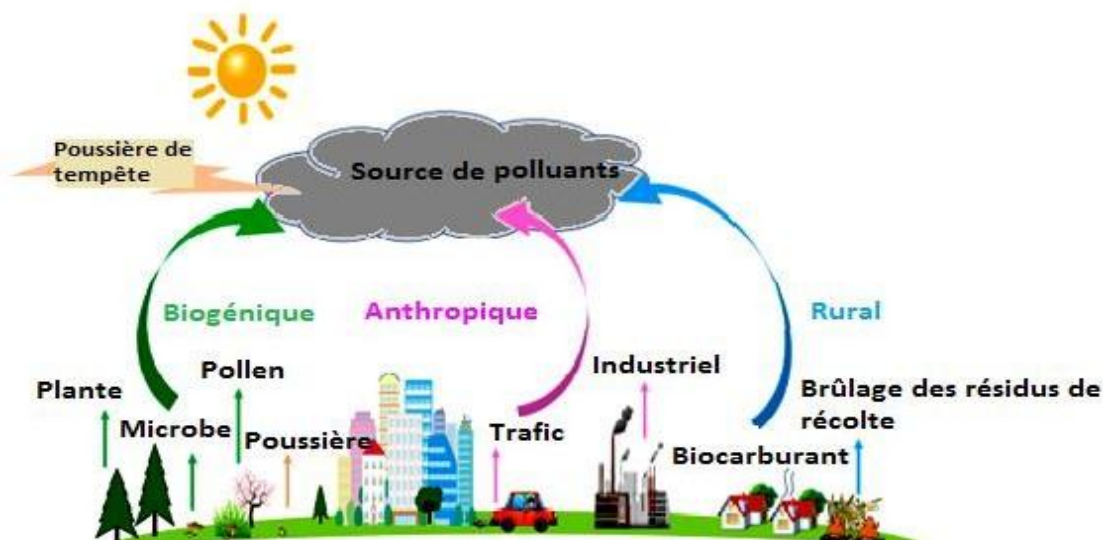 Poussière de
tempête
Source de polluants
Biogénique
Anthropique
Rural
Plante
Pollen
Microbe
Poussière
Trafic
Industriel
Brûlage des résidus de
récolte
Biocarburant